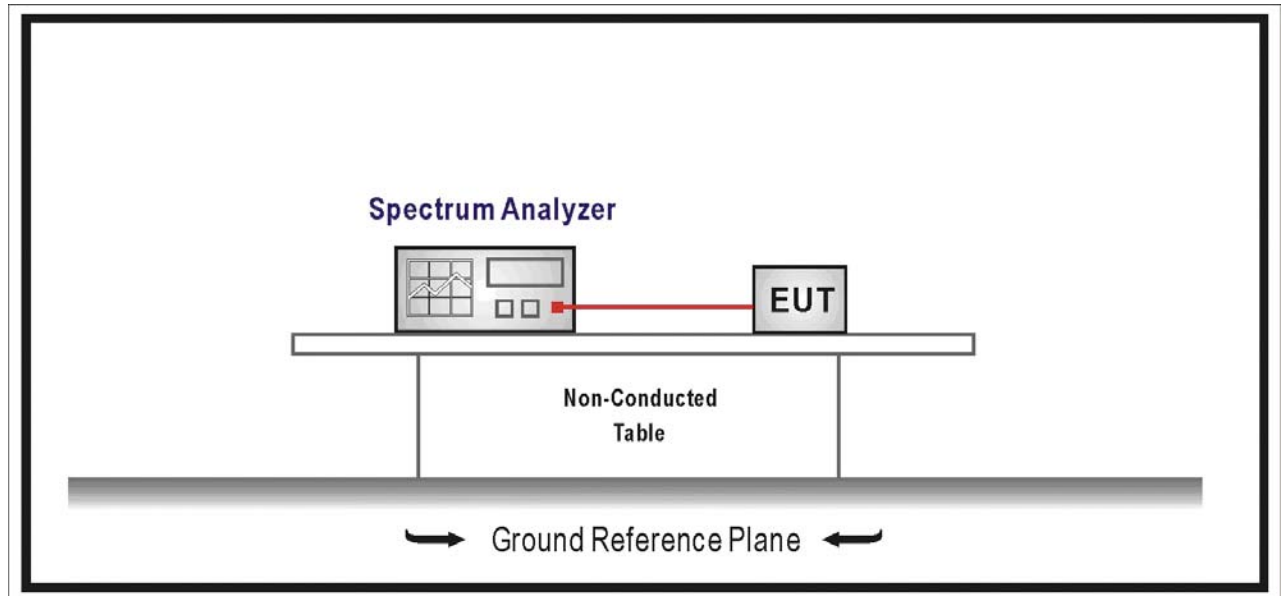 Spectrum Analyzer
EUT
Non-Conducted
Table
Ground Reference Plane